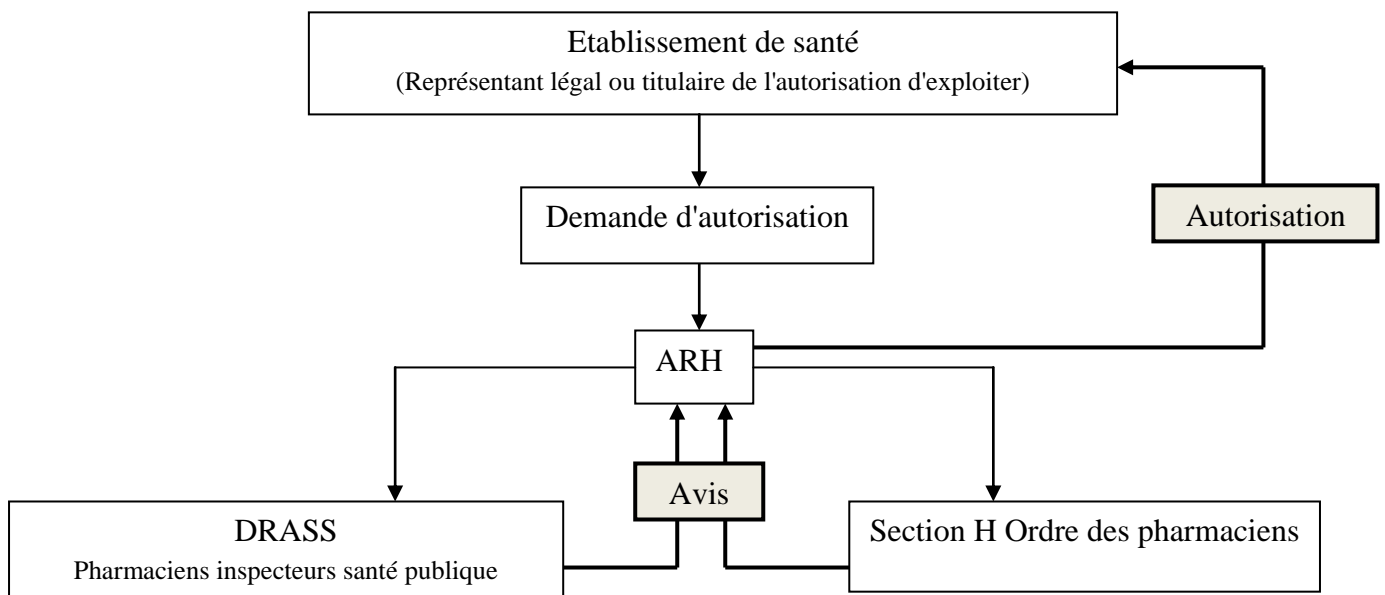 Etablissement de santé
(Représentant légal ou titulaire de l'autorisation d'exploiter)
Demande d'autorisation
Autorisation
ARH
Avis
DRASS
Pharmaciens inspecteurs santé publique
Section H Ordre des pharmaciens